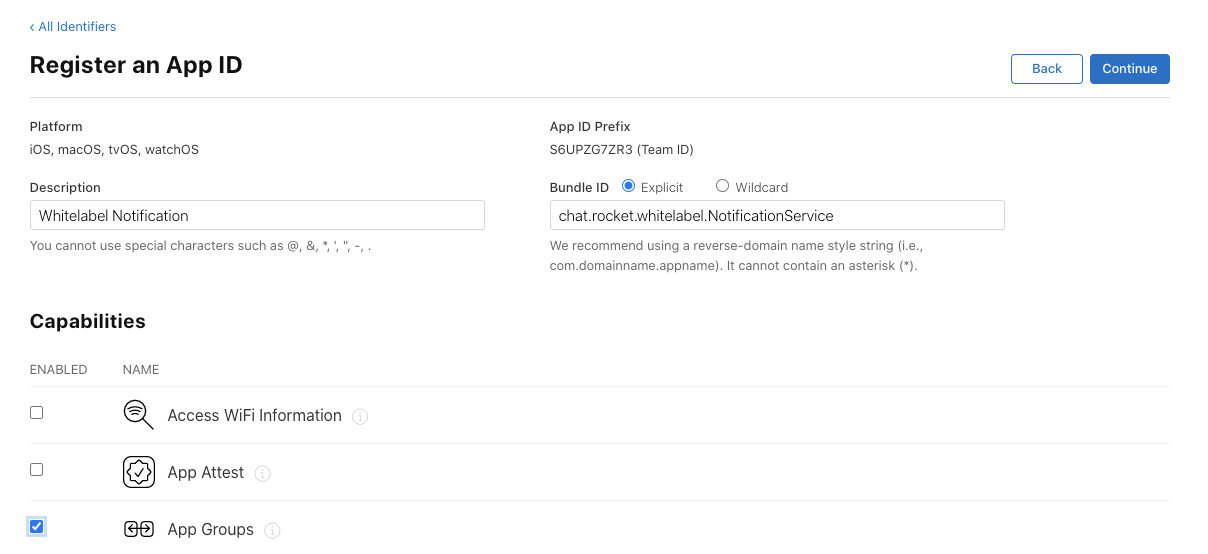 ‹ All Identifiers
Register an App ID
Back
Continue
Platform
iOS, macOS, tvOS, watchOS
App ID Prefix
S6UPZG7ZR3 (Team ID)
Description
Whitelabel Notification
You cannot use special characters such as @, &, *, ', ", -, .
Bundle ID Explicit Wildcard
chat.rocket.whitelabel.NotificationService
We recommend using a reverse-domain name style string (i.e.,
com.domainname.appname). It cannot contain an asterisk (*).
Capabilities
ENABLED NAME
Access WiFi Information
App Attest
App Groups